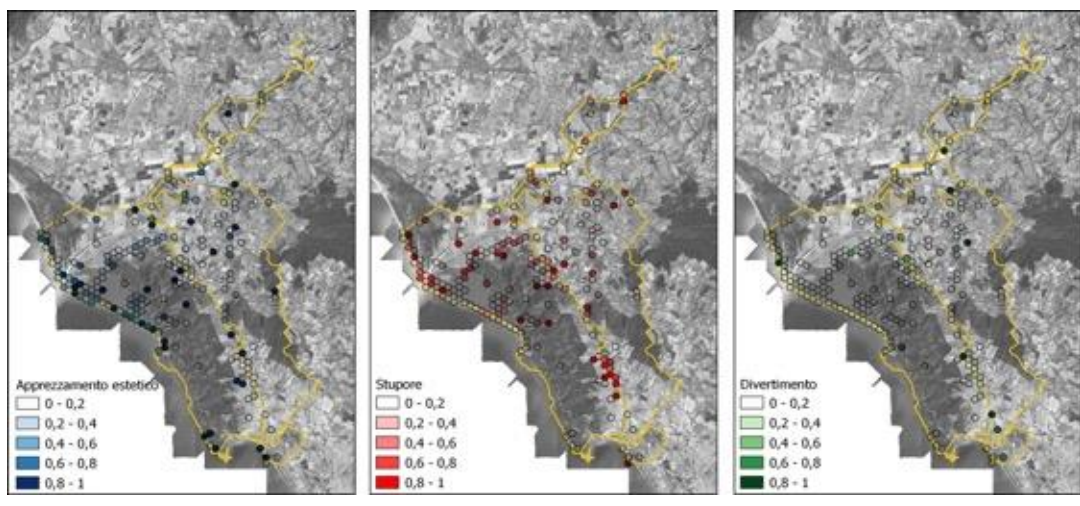 Apprezzamento estetico
0 - 0,2
0,2 - 0,4
0,4 - 0,6
0,6 - 0,8
0,8 - 1
Stupore
0 - 0,2
0,2 - 0,4
0,4 - 0,6
0,6 - 0,8
0,8 - 1
Divertimento
0 - 0,2
0,2 - 0,4
0,4 - 0,6
0,6 - 0,8
0,8 - 1